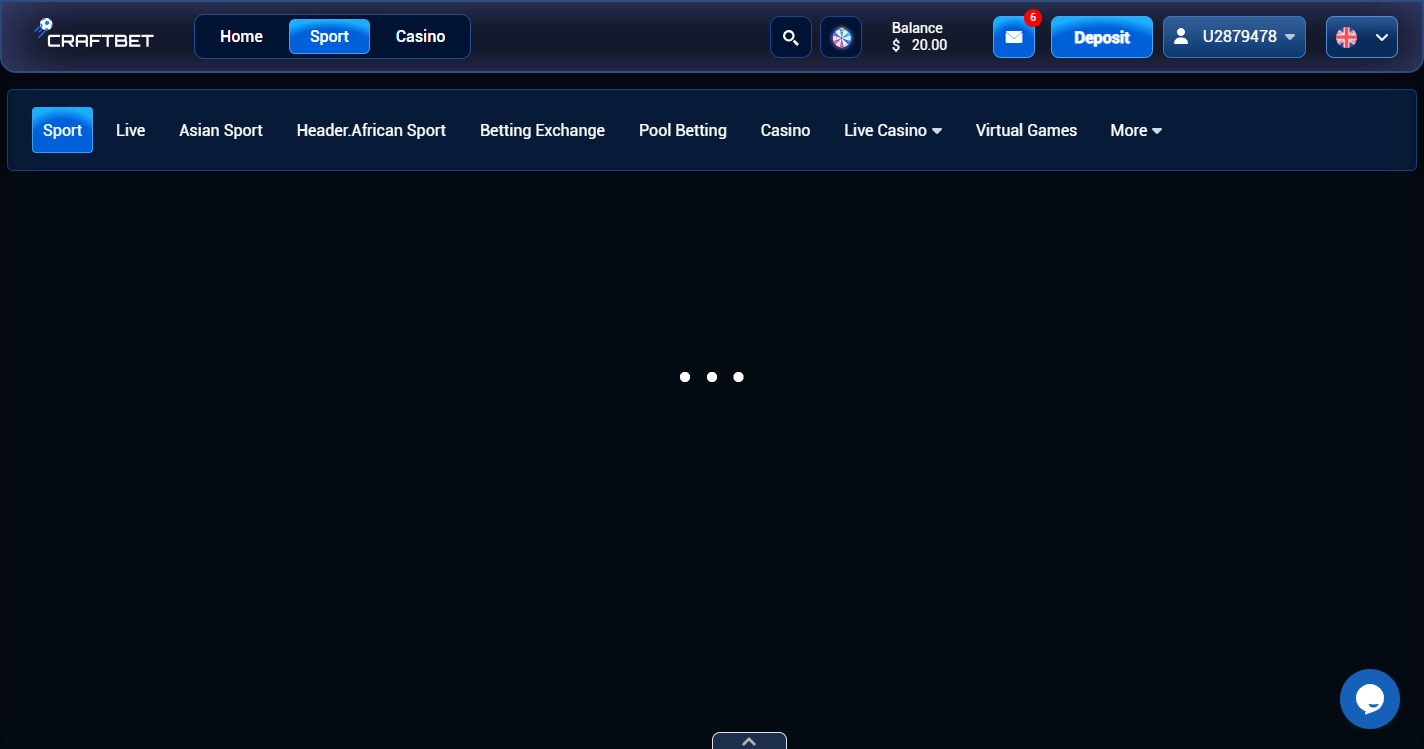 CRAFTBET
Home Sport Casino
Balance
$ 20.00
6
Deposit
U2879478
Sport Live Asian Sport Header.African Sport Betting Exchange Pool Betting Casino Live Casino Virtual Games More